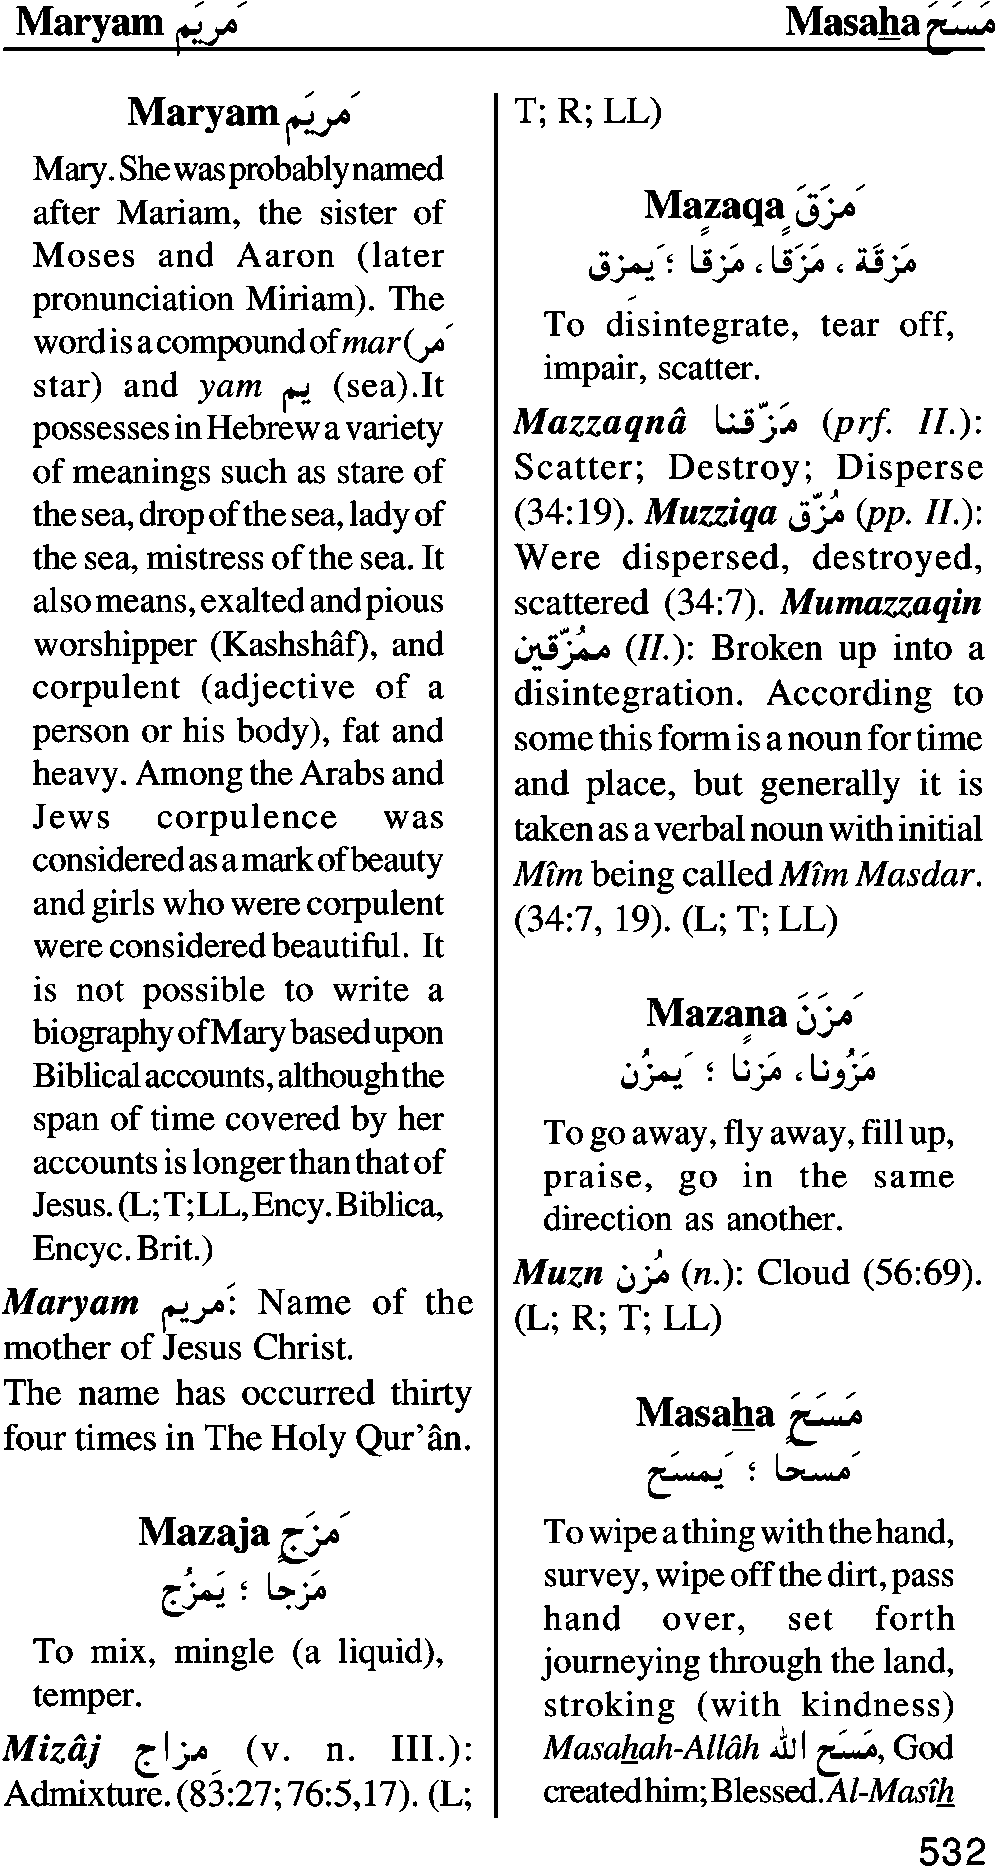 Maryam مَريَم
Masaha مَسَحَ
Maryam مَريَم
Mary. She was probably named
after Mariam, the sister of
Moses and Aaron (later
pronunciation Miriam). The
word is a compound of mar (مَر
star) and yam يم (sea).It
possesses in Hebrew a variety
of meanings such as stare of
the sea, drop of the sea, lady of
the sea, mistress of the sea. It
also means, exalted and pious
worshipper (Kashshâf), and
corpulent (adjective of a
person or his body), fat and
heavy. Among the Arabs and
Jews corpulence was
considered as a mark of beauty
and girls who were corpulent
were considered beautiful. It
is not possible to write a
biography of Mary based upon
Biblical accounts, although the
span of time covered by her
accounts is longer than that of
Jesus. (L; T; LL, Ency. Biblica,
Encyc. Brit.)
Maryam مَريم: Name of the
mother of Jesus Christ.
The name has occurred thirty
four times in The Holy Qur’ân.
Mazaja مَزَجَ
مَزجاً ؛ يَمزُج
To mix, mingle (a liquid),
temper.
Mizâj مِزاج (v. n. III.):
Admixture. (83:27; 76:5,17). (L;
T; R; LL)
Mazaqa مَزَقَ
مَزقَة ، مَزَقاً، مَزقاً ؛ يَمزِق
To disintegrate, tear off,
impair, scatter.
Mazzaqnâ مَزّقنا (prf. II.):
Scatter; Destroy; Disperse
(34:19). Muzziqa مُزّق (pp. II.):
Were dispersed, destroyed,
scattered (34:7). Mumazzaqin
ممُزّقين (II.): Broken up into a
disintegration. According to
some this form is a noun for time
and place, but generally it is
taken as a verbal noun with initial
Mîm being called Mîm Masdar.
(34:7, 19). (L; T; LL)
Mazana مَزَنَ
مَزُونا، مَزناً ؛ يَمزُن
To go away, fly away, fill up,
praise, go in the same
direction as another.
Muzn مُزن (n.): Cloud (56:69).
(L; R; T; LL)
Masaha مَسَحَ
مَسحاً ؛ يَمسَح
To wipe a thing with the hand,
survey, wipe off the dirt, pass
hand over, set forth
journeying through the land,
stroking (with kindness)
Masahah-Allâh مَسَح الله, God
created him; Blessed. Al-Masîh
532